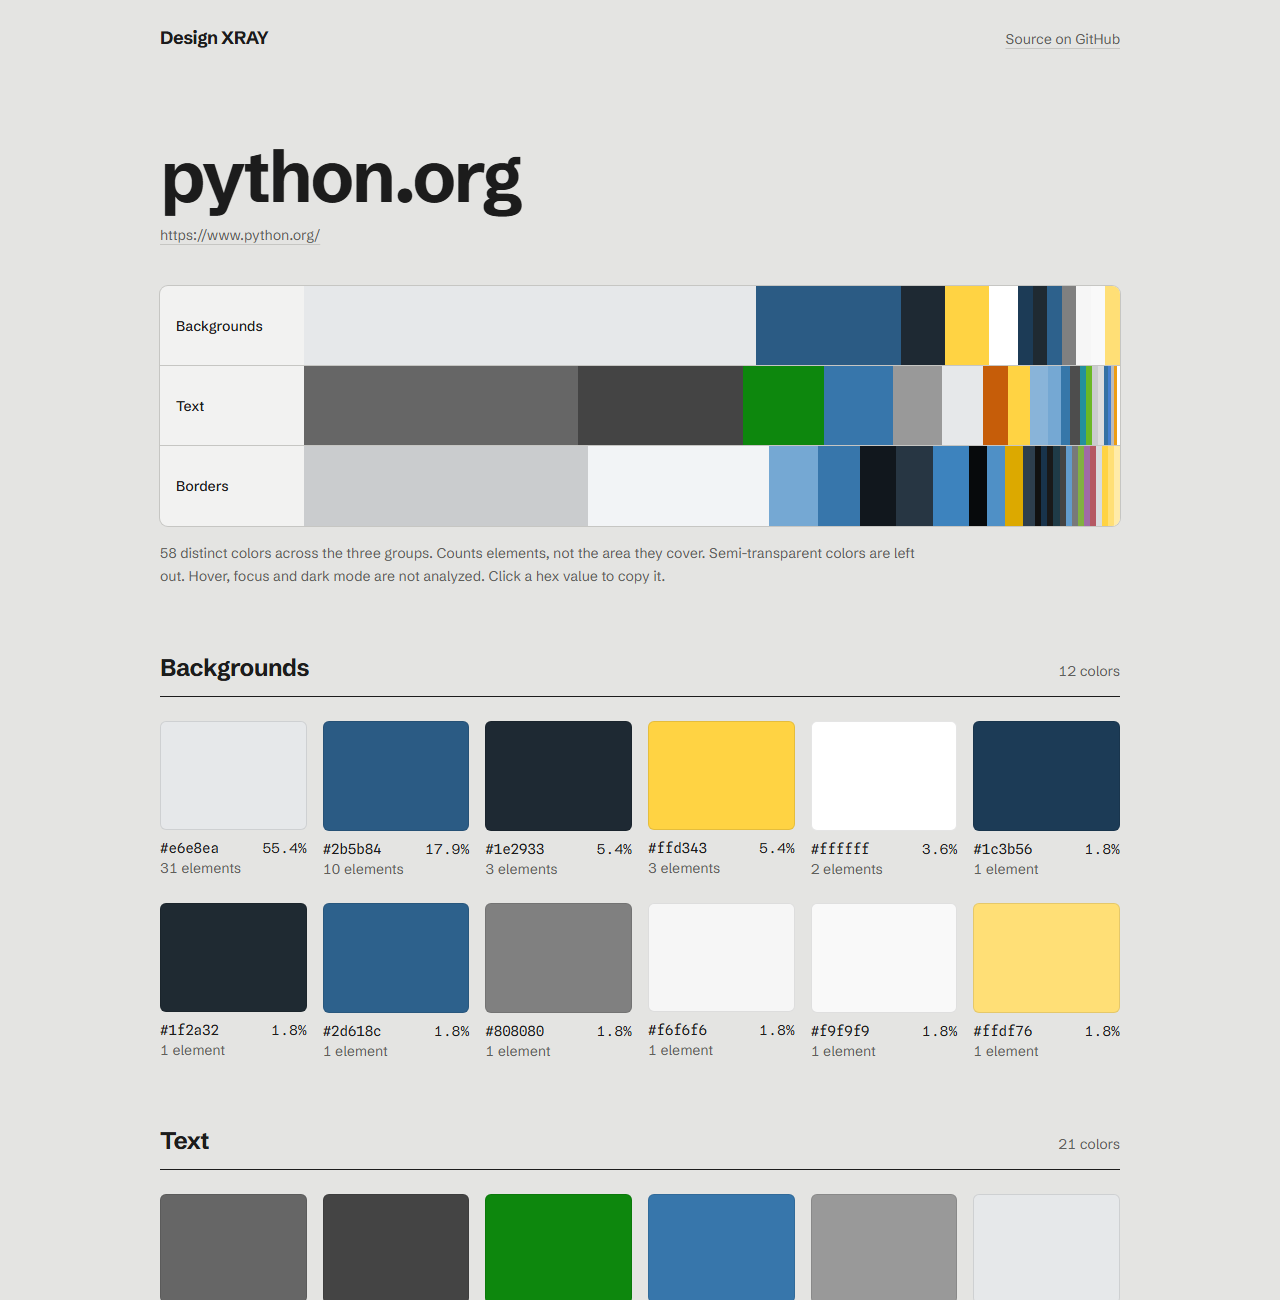 Design XRAY
Source on GitHub
python.org
https://www.python.org/
Backgrounds
Text
Borders
58 distinct colors across the three groups. Counts elements, not the area they cover. Semi-transparent colors are left
out. Hover, focus and dark mode are not analyzed. Click a hex value to copy it.
Backgrounds
12 colors
#e6e8ea 55.4% #2b5b84 17.9% #1e2933 5.4% #ffd343 5.4% #ffffff 3.6% #1c3b56 1.8%
31 elements 10 elements 3 elements 3 elements 2 elements 1 element
#1f2a32 1.8% #2d618c 1.8% #808080 1.8% #f6f6f6 1.8% #f9f9f9 1.8% #ffdf76 1.8%
1 element 1 element 1 element 1 element 1 element 1 element
Text
21 colors